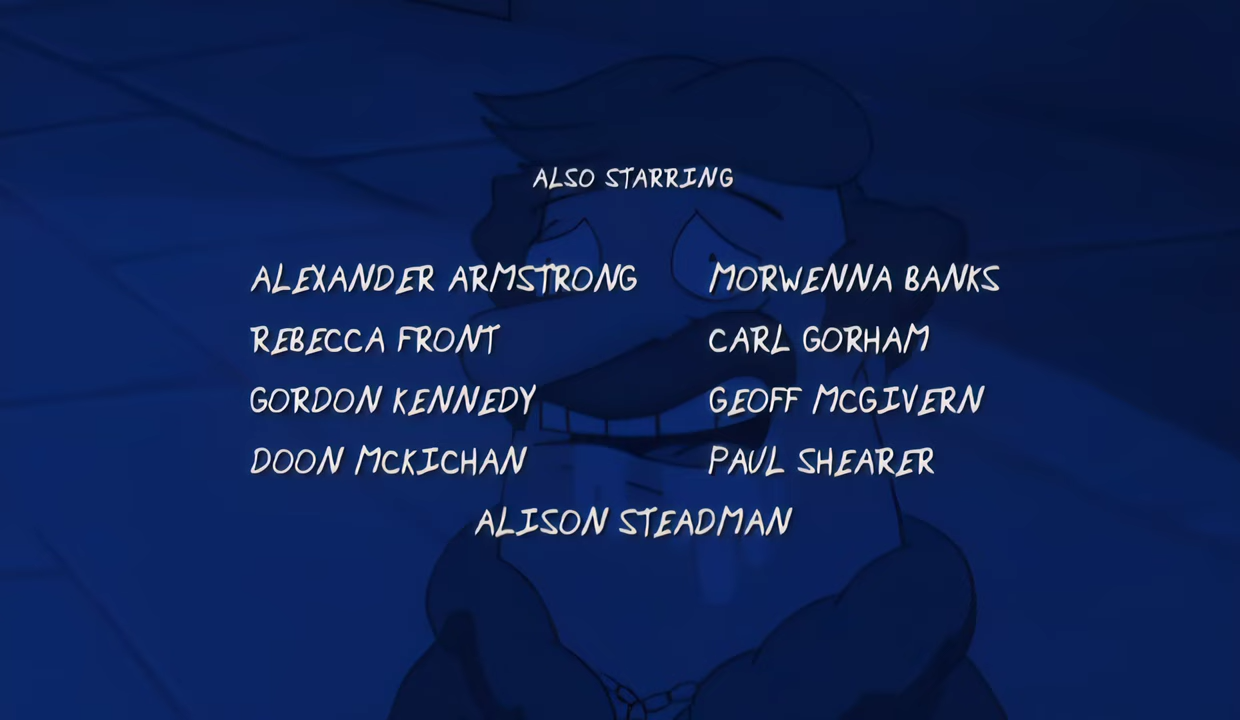 ALSO STARRING
ALEXANDER ARMSTRONG MORWENNA BANKS
REBECCA FRONT CARL GORHAM
GORDON KENNEDY GEOFF MCGIVERN
DOON MCKICHAN PAUL SHEARER
ALISON STEADMAN